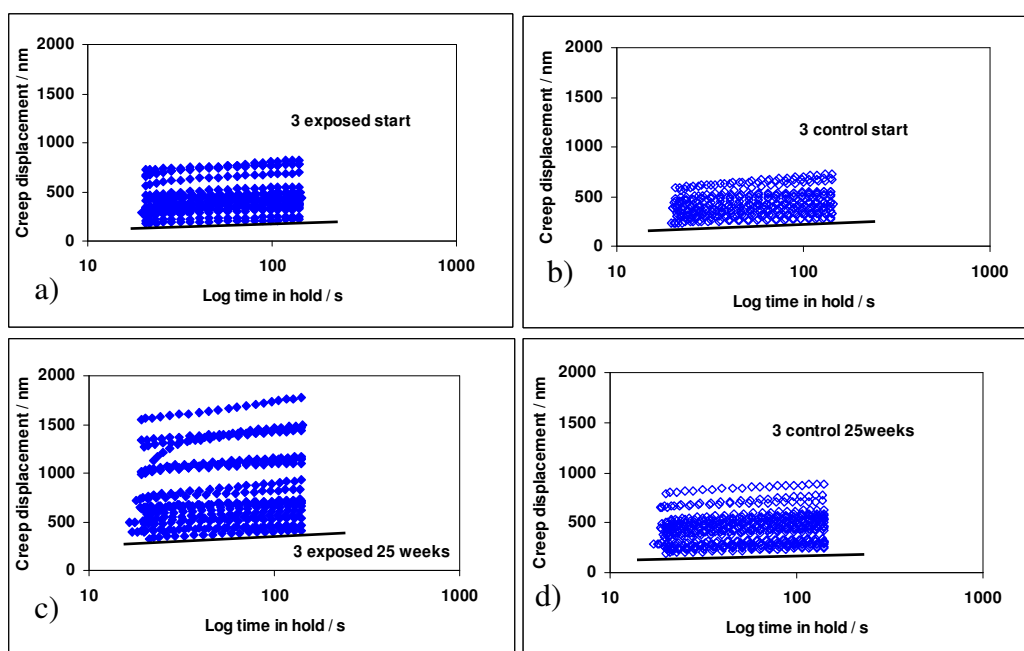 2000
1500
1000
500
0
Creep displacement / nm
3 exposed start
10
100
1000
Log time in hold / s
a)
2000
1500
1000
500
0
Creep displacement / nm
3 control start
10
100
1000
Log time in hold / s
b)
2000
1500
1000
500
0
Creep displacement / nm
3 exposed 25 weeks
10
100
1000
Log time in hold / s
c)
2000
1500
1000
500
0
Creep displacement / nm
3 control 25weeks
10
100
1000
Log time in hold / s
d)